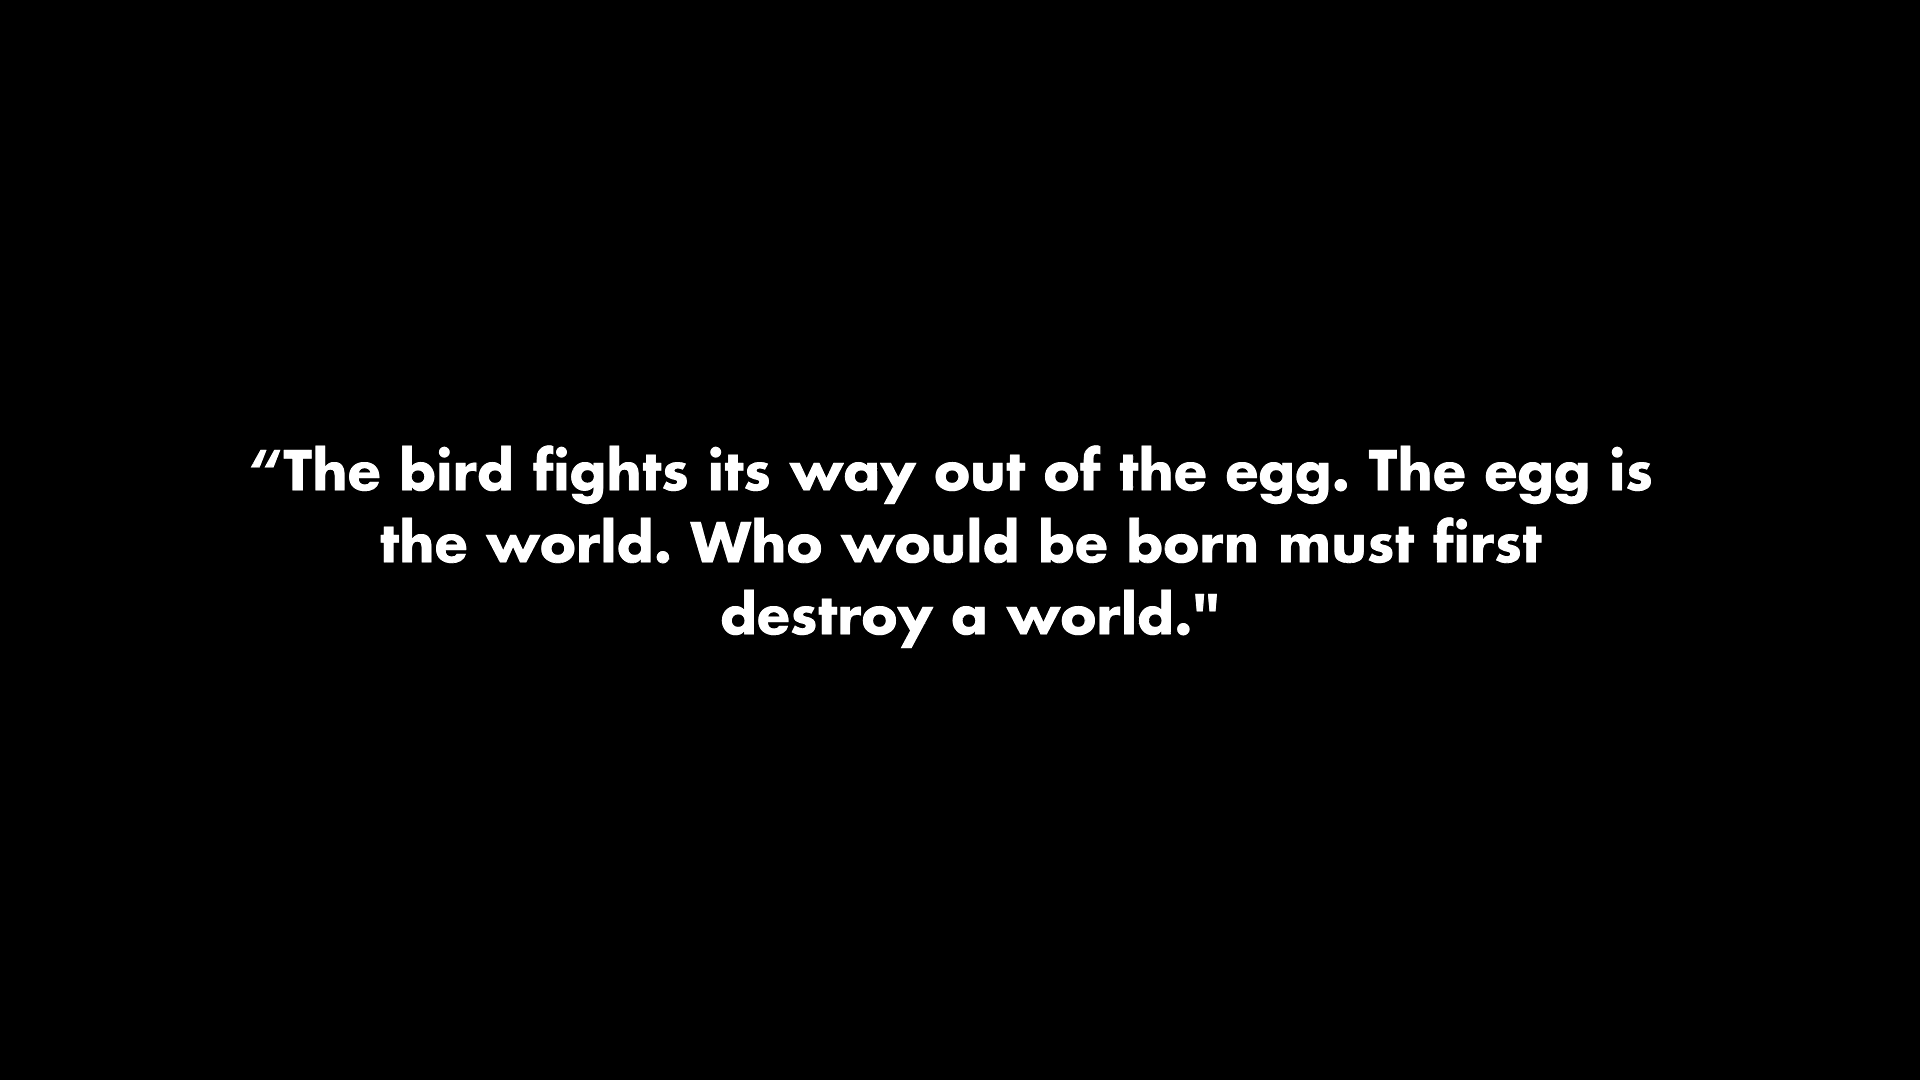 “The bird fights its way out of the egg. The egg is
the world. Who would be born must first
destroy a world."